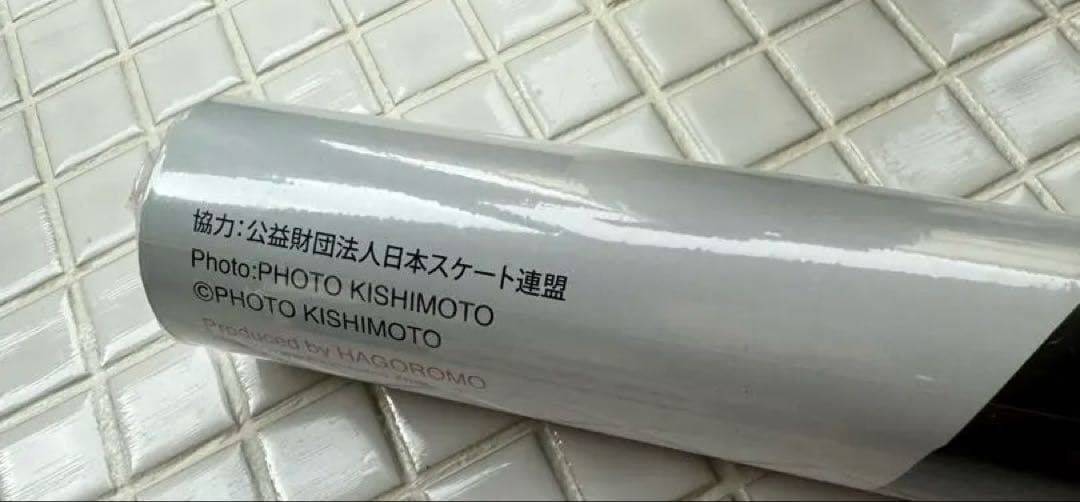 協力：公益財団法人日本スケート連盟
Photo:PHOTO KISHIMOTO
©PHOTO KISHIMOTO
Produced by HAGOROMO